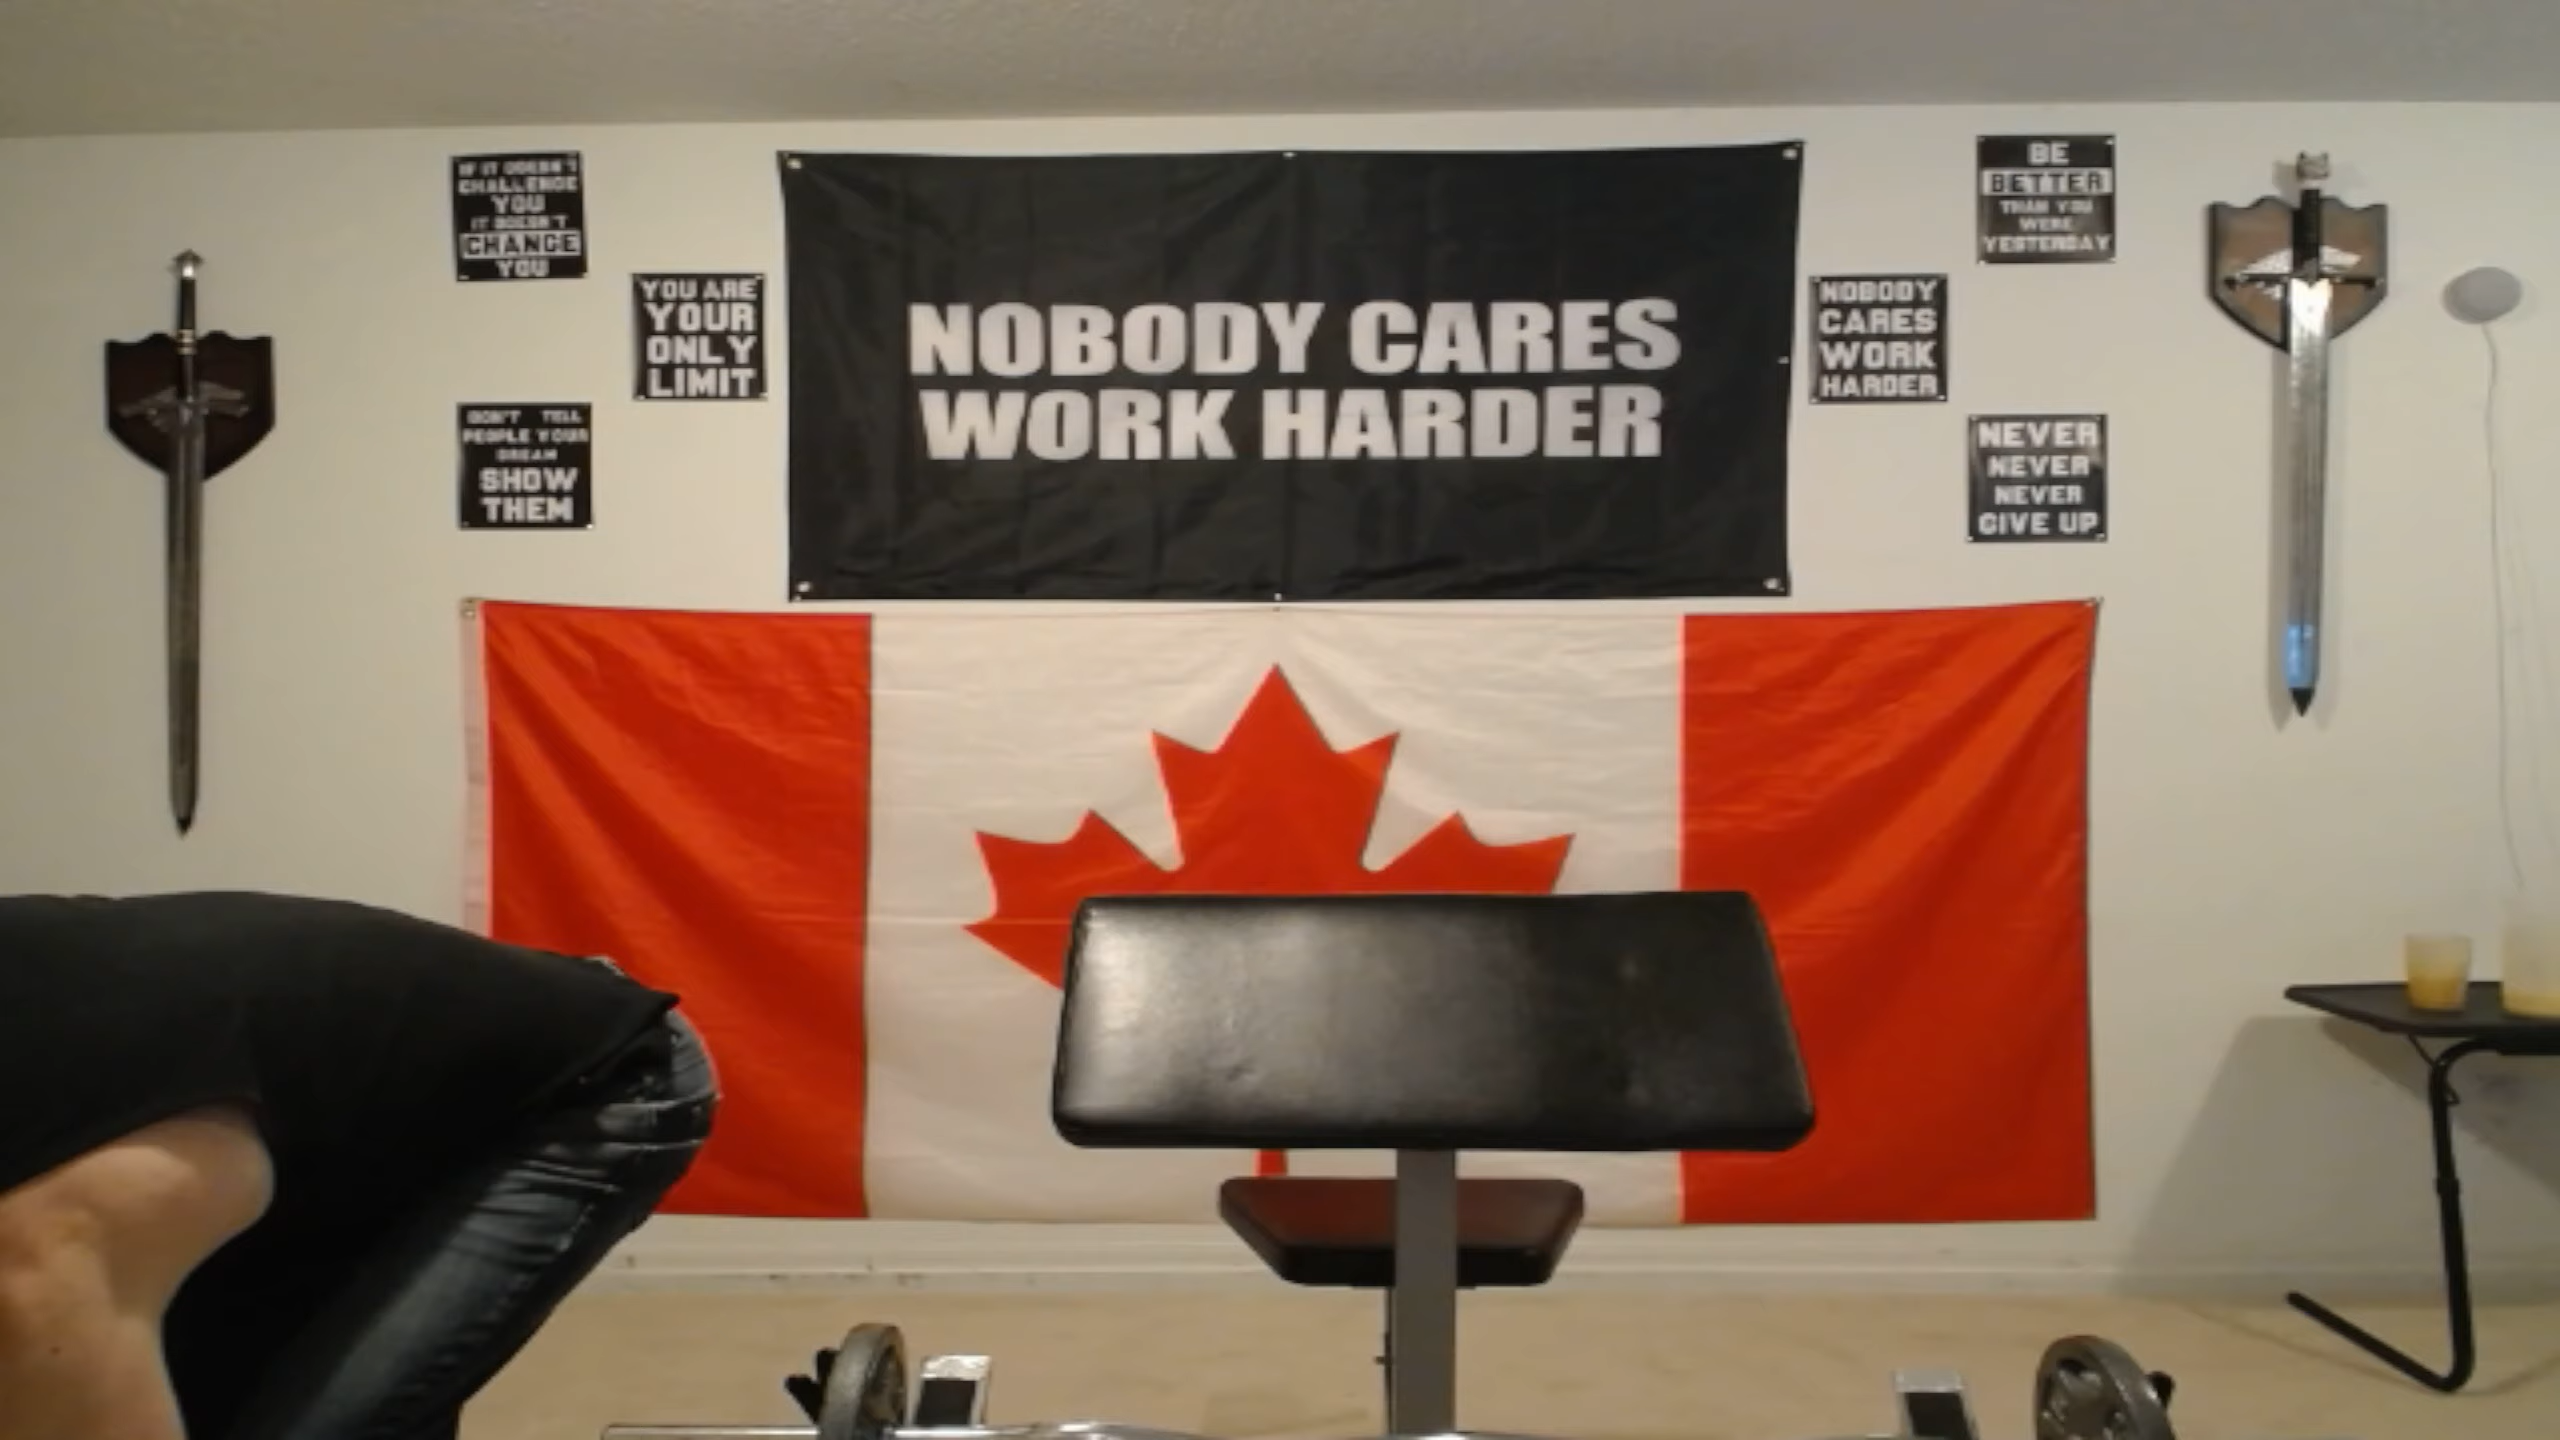 IF IT DOESN'T
CHALLENGE
YOU
IT DOESN'T
CHANGE
YOU
YOU ARE
YOUR
ONLY
LIMIT
DON'T TELL
PEOPLE YOUR
DREAM
SHOW
THEM
NOBODY CARES
WORK HARDER
BE
BETTER
THAN YOU
WERE
YESTERDAY
NOBODY
CARES
WORK
HARDER
NEVER
NEVER
NEVER
GIVE UP